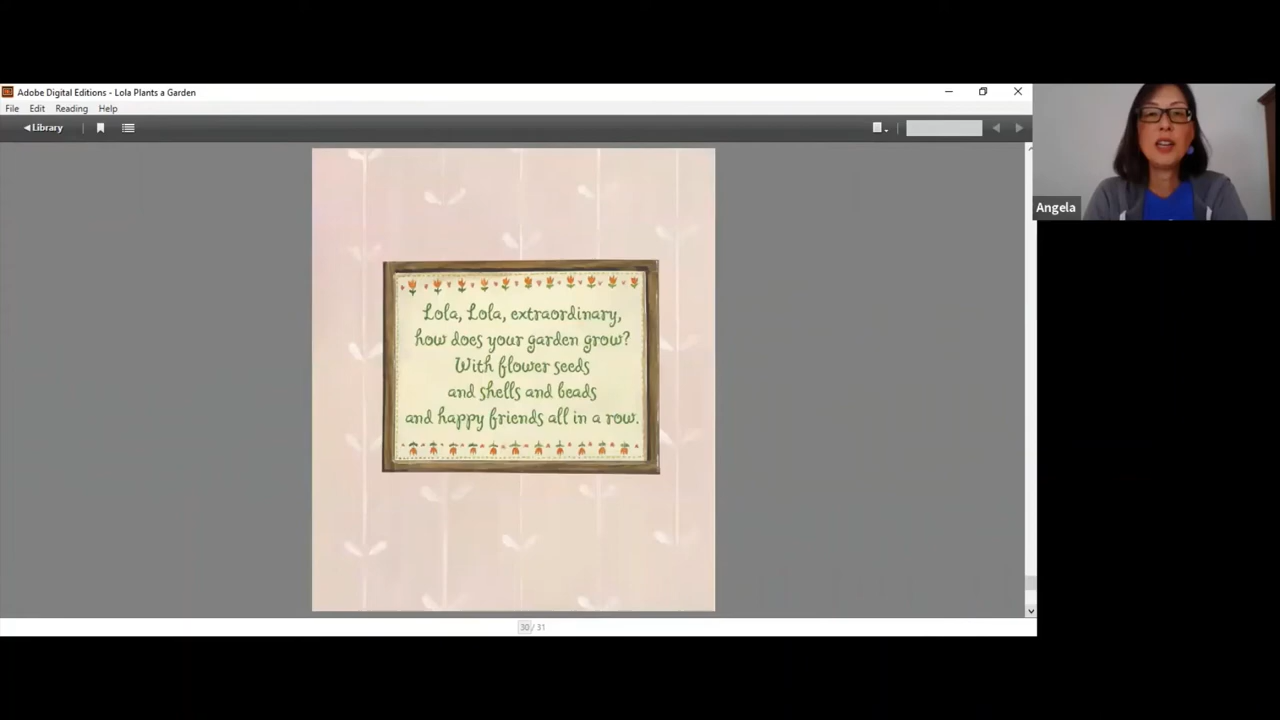 Adobe Digital Editions - Lola Plants a Garden
File Edit Reading Help
Library
Angela
Lola, Lola, extraordinary,
how does your garden grow?
With flower seeds
and shells and beads
and happy friends all in a row.
30 / 31